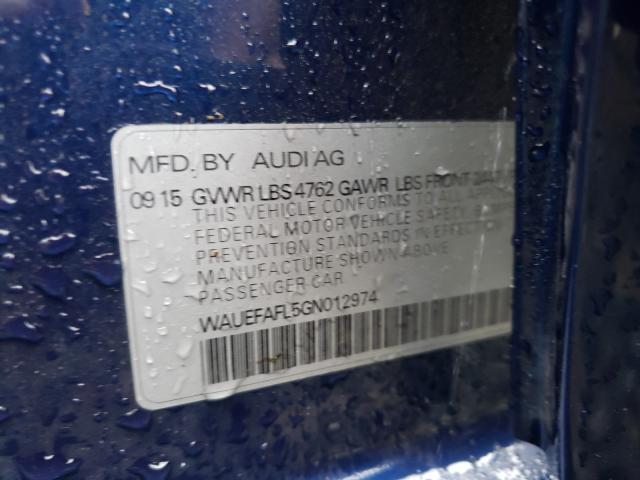 MFD. BY AUDI AG
09 15 GVWR LBS 4762 GAWR LBS FRONT
THIS VEHICLE CONFORMS TO ALL
FEDERAL MOTOR VEHICLE SAFETY
PREVENTION STANDARDS IN EFFECT
MANUFACTURE SHOWN ABOVE
PASSENGER CAR
WAUEFAFL5GN012974